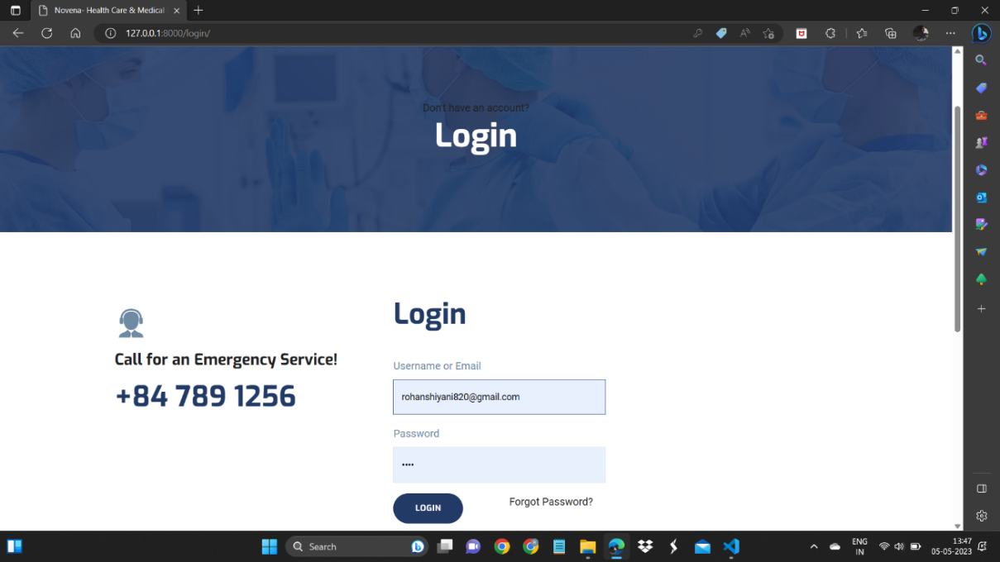 Novena- Health Care & Medical
127.0.0.1:8000/login/
Don't have an account?
Login
Call for an Emergency Service!
+84 789 1256
Login
Username or Email
rohanshiyani820@gmail.com
Password
••••
LOGIN
Forgot Password?
Search
ENG
IN
13:47
05-05-2023